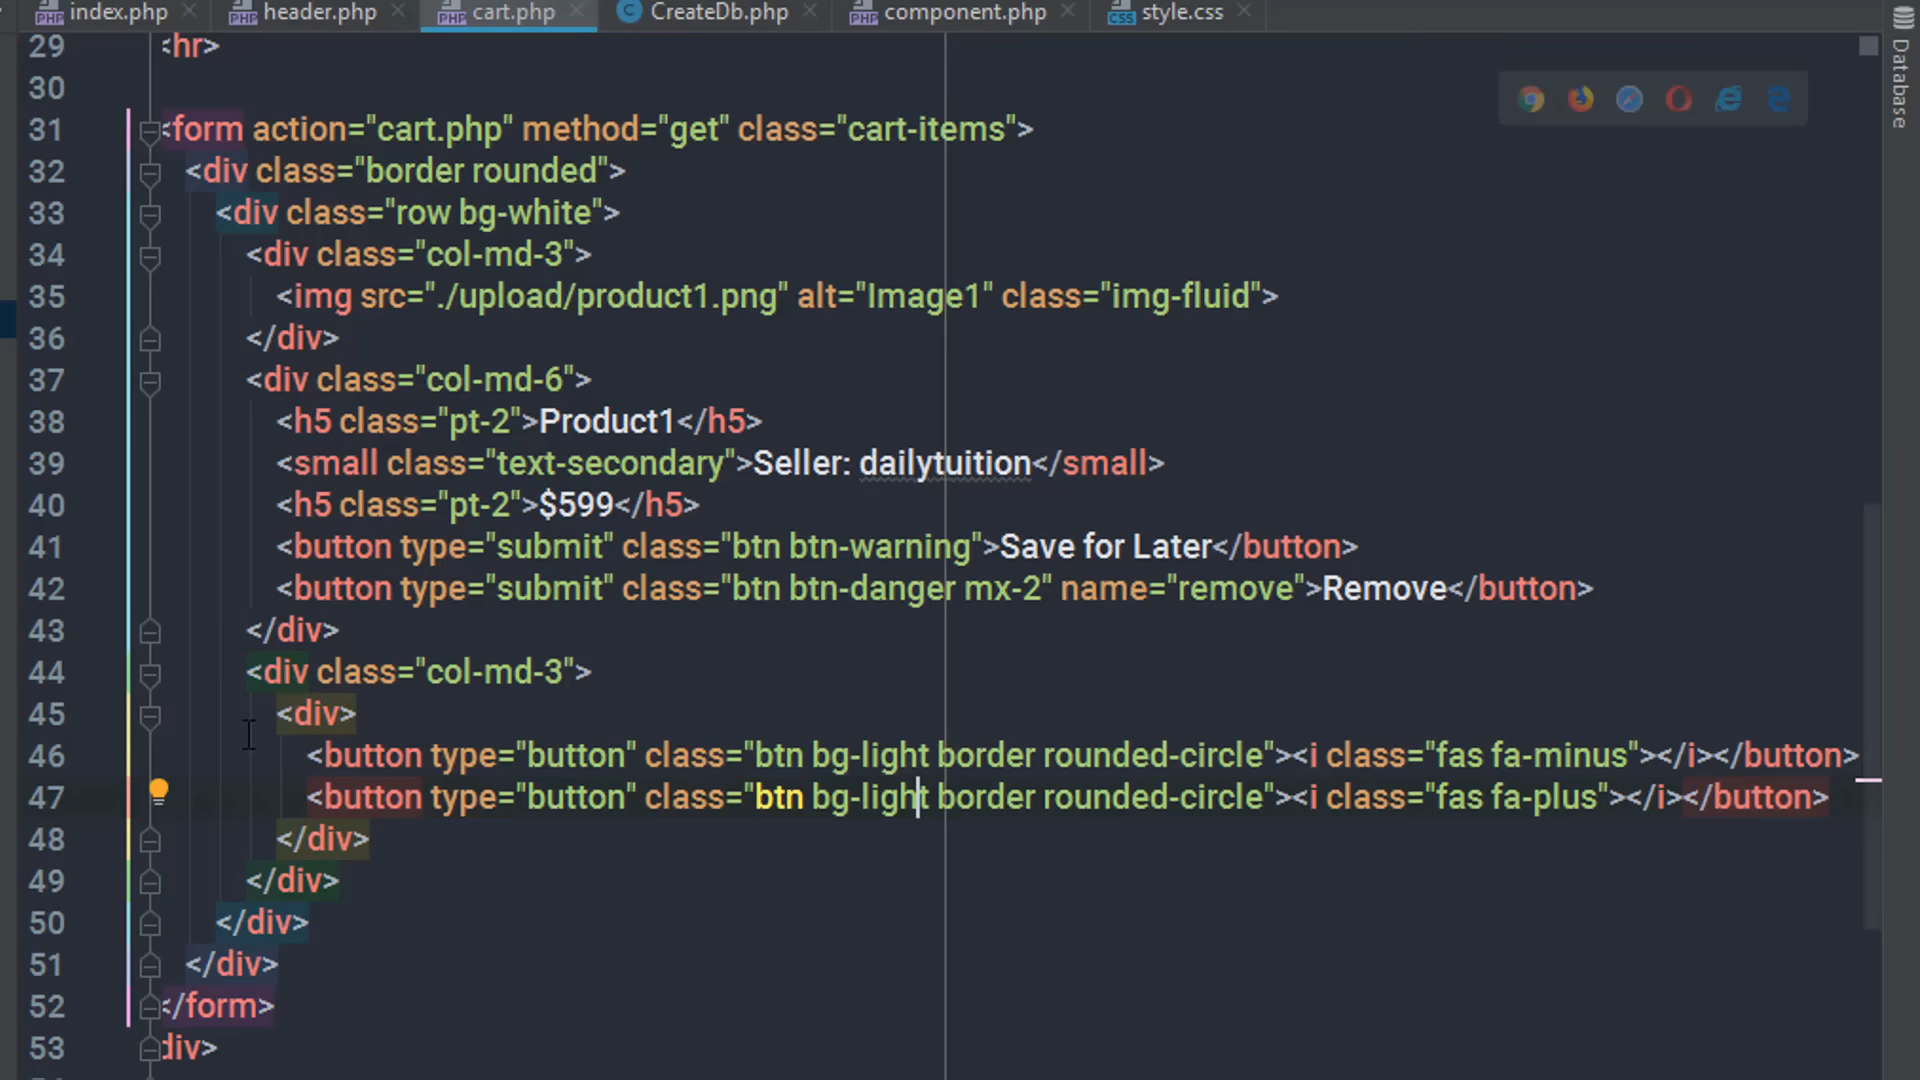 index.php header.php cart.php CreateDb.php component.php style.css
29 <hr>
30
31 <form action="cart.php" method="get" class="cart-items">
32 <div class="border rounded">
33 <div class="row bg-white">
34 <div class="col-md-3">
35 <img src="./upload/product1.png" alt="Image1" class="img-fluid">
36 </div>
37 <div class="col-md-6">
38 <h5 class="pt-2">Product1</h5>
39 <small class="text-secondary">Seller: dailytuition</small>
40 <h5 class="pt-2">$599</h5>
41 <button type="submit" class="btn btn-warning">Save for Later</button>
42 <button type="submit" class="btn btn-danger mx-2" name="remove">Remove</button>
43 </div>
44 <div class="col-md-3">
45 <div>
46 <button type="button" class="btn bg-light border rounded-circle"><i class="fas fa-minus"></i></button>
47 <button type="button" class="btn bg-light border rounded-circle"><i class="fas fa-plus"></i></button>
48 </div>
49 </div>
50 </div>
51 </div>
52 </form>
53 div>
Database